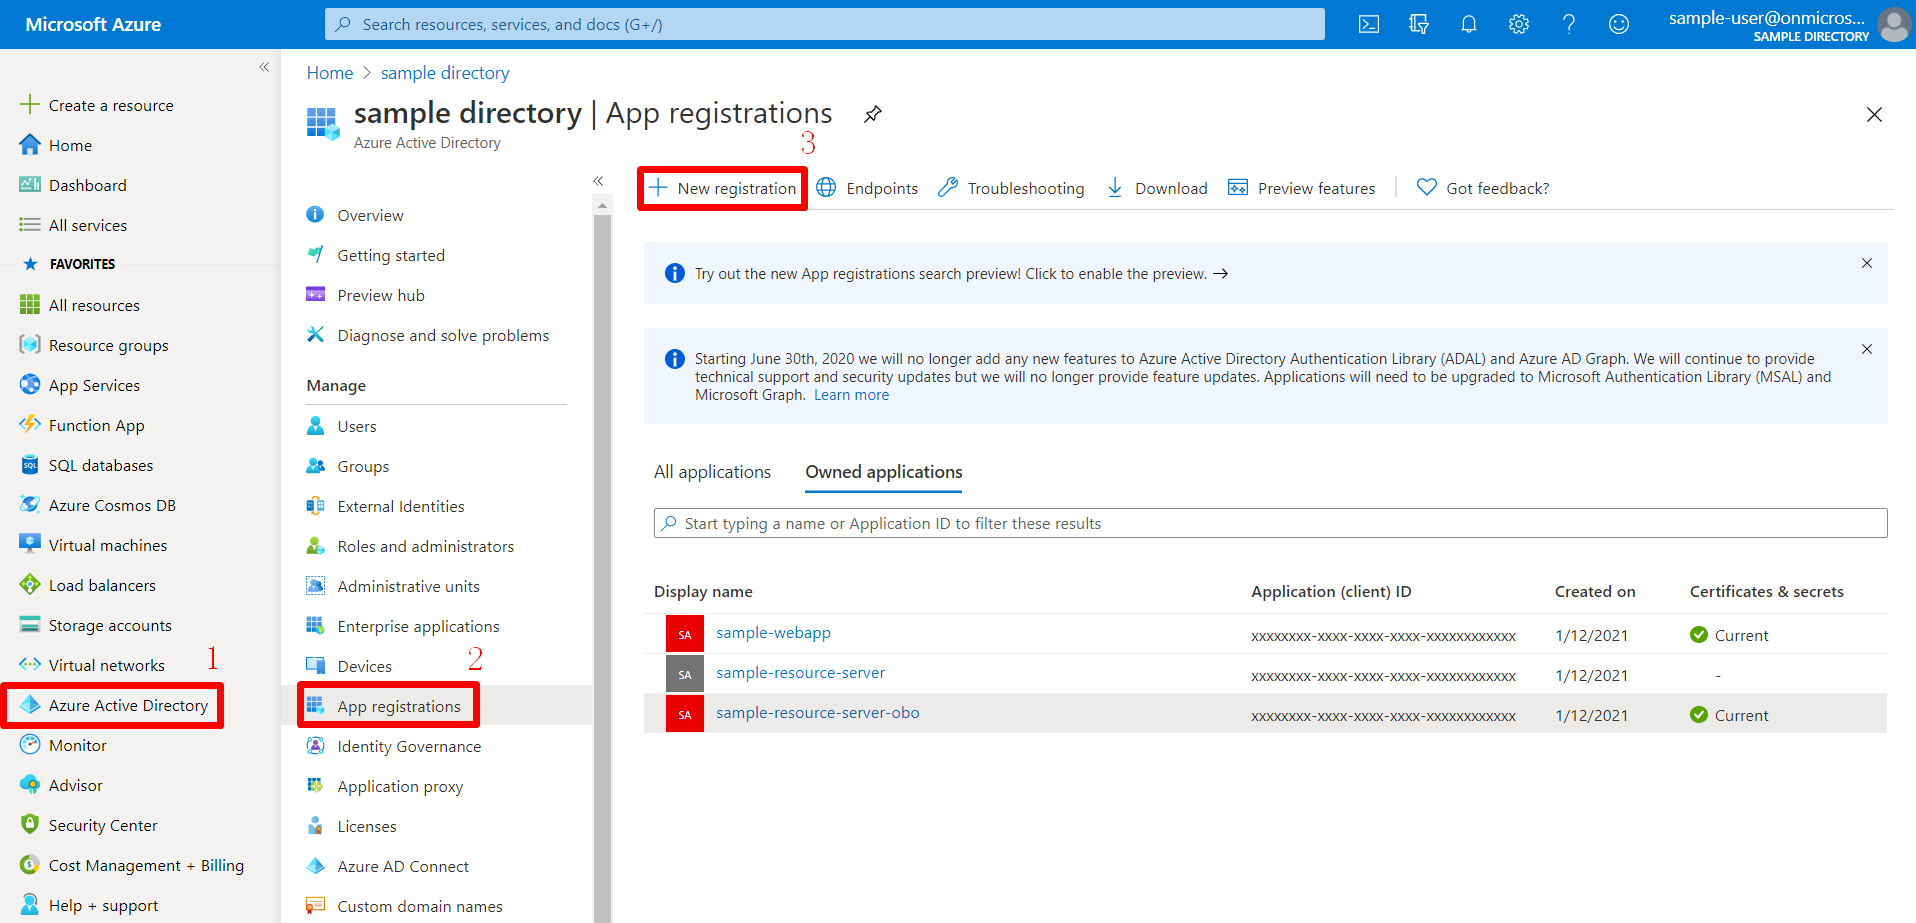 Microsoft Azure
Search resources, services, and docs (G+/)
sample-user@onmicros...
SAMPLE DIRECTORY
Create a resource
Home
Dashboard
All services
FAVORITES
All resources
Resource groups
App Services
Function App
SQL databases
Azure Cosmos DB
Virtual machines
Load balancers
Storage accounts
Virtual networks
1
Azure Active Directory
Monitor
Advisor
Security Center
Cost Management + Billing
Help + support
Home > sample directory
sample directory | App registrations
Azure Active Directory
Overview
Getting started
Preview hub
Diagnose and solve problems
Manage
Users
Groups
External Identities
Roles and administrators
Administrative units
Enterprise applications
Devices
2
App registrations
Identity Governance
Application proxy
Licenses
Azure AD Connect
Custom domain names
3
New registration Endpoints Troubleshooting Download Preview features Got feedback?
Try out the new App registrations search preview! Click to enable the preview. →
Starting June 30th, 2020 we will no longer add any new features to Azure Active Directory Authentication Library (ADAL) and Azure AD Graph. We will continue to provide
technical support and security updates but we will no longer provide feature updates. Applications will need to be upgraded to Microsoft Authentication Library (MSAL) and
Microsoft Graph. Learn more
All applications Owned applications
Start typing a name or Application ID to filter these results
Display name Application (client) ID Created on Certificates & secrets
SA sample-webapp xxxxxxxx-xxxx-xxxx-xxxx-xxxxxxxxxxxx 1/12/2021 Current
SA sample-resource-server xxxxxxxx-xxxx-xxxx-xxxx-xxxxxxxxxxxx 1/12/2021 -
SA sample-resource-server-obo xxxxxxxx-xxxx-xxxx-xxxx-xxxxxxxxxxxx 1/12/2021 Current